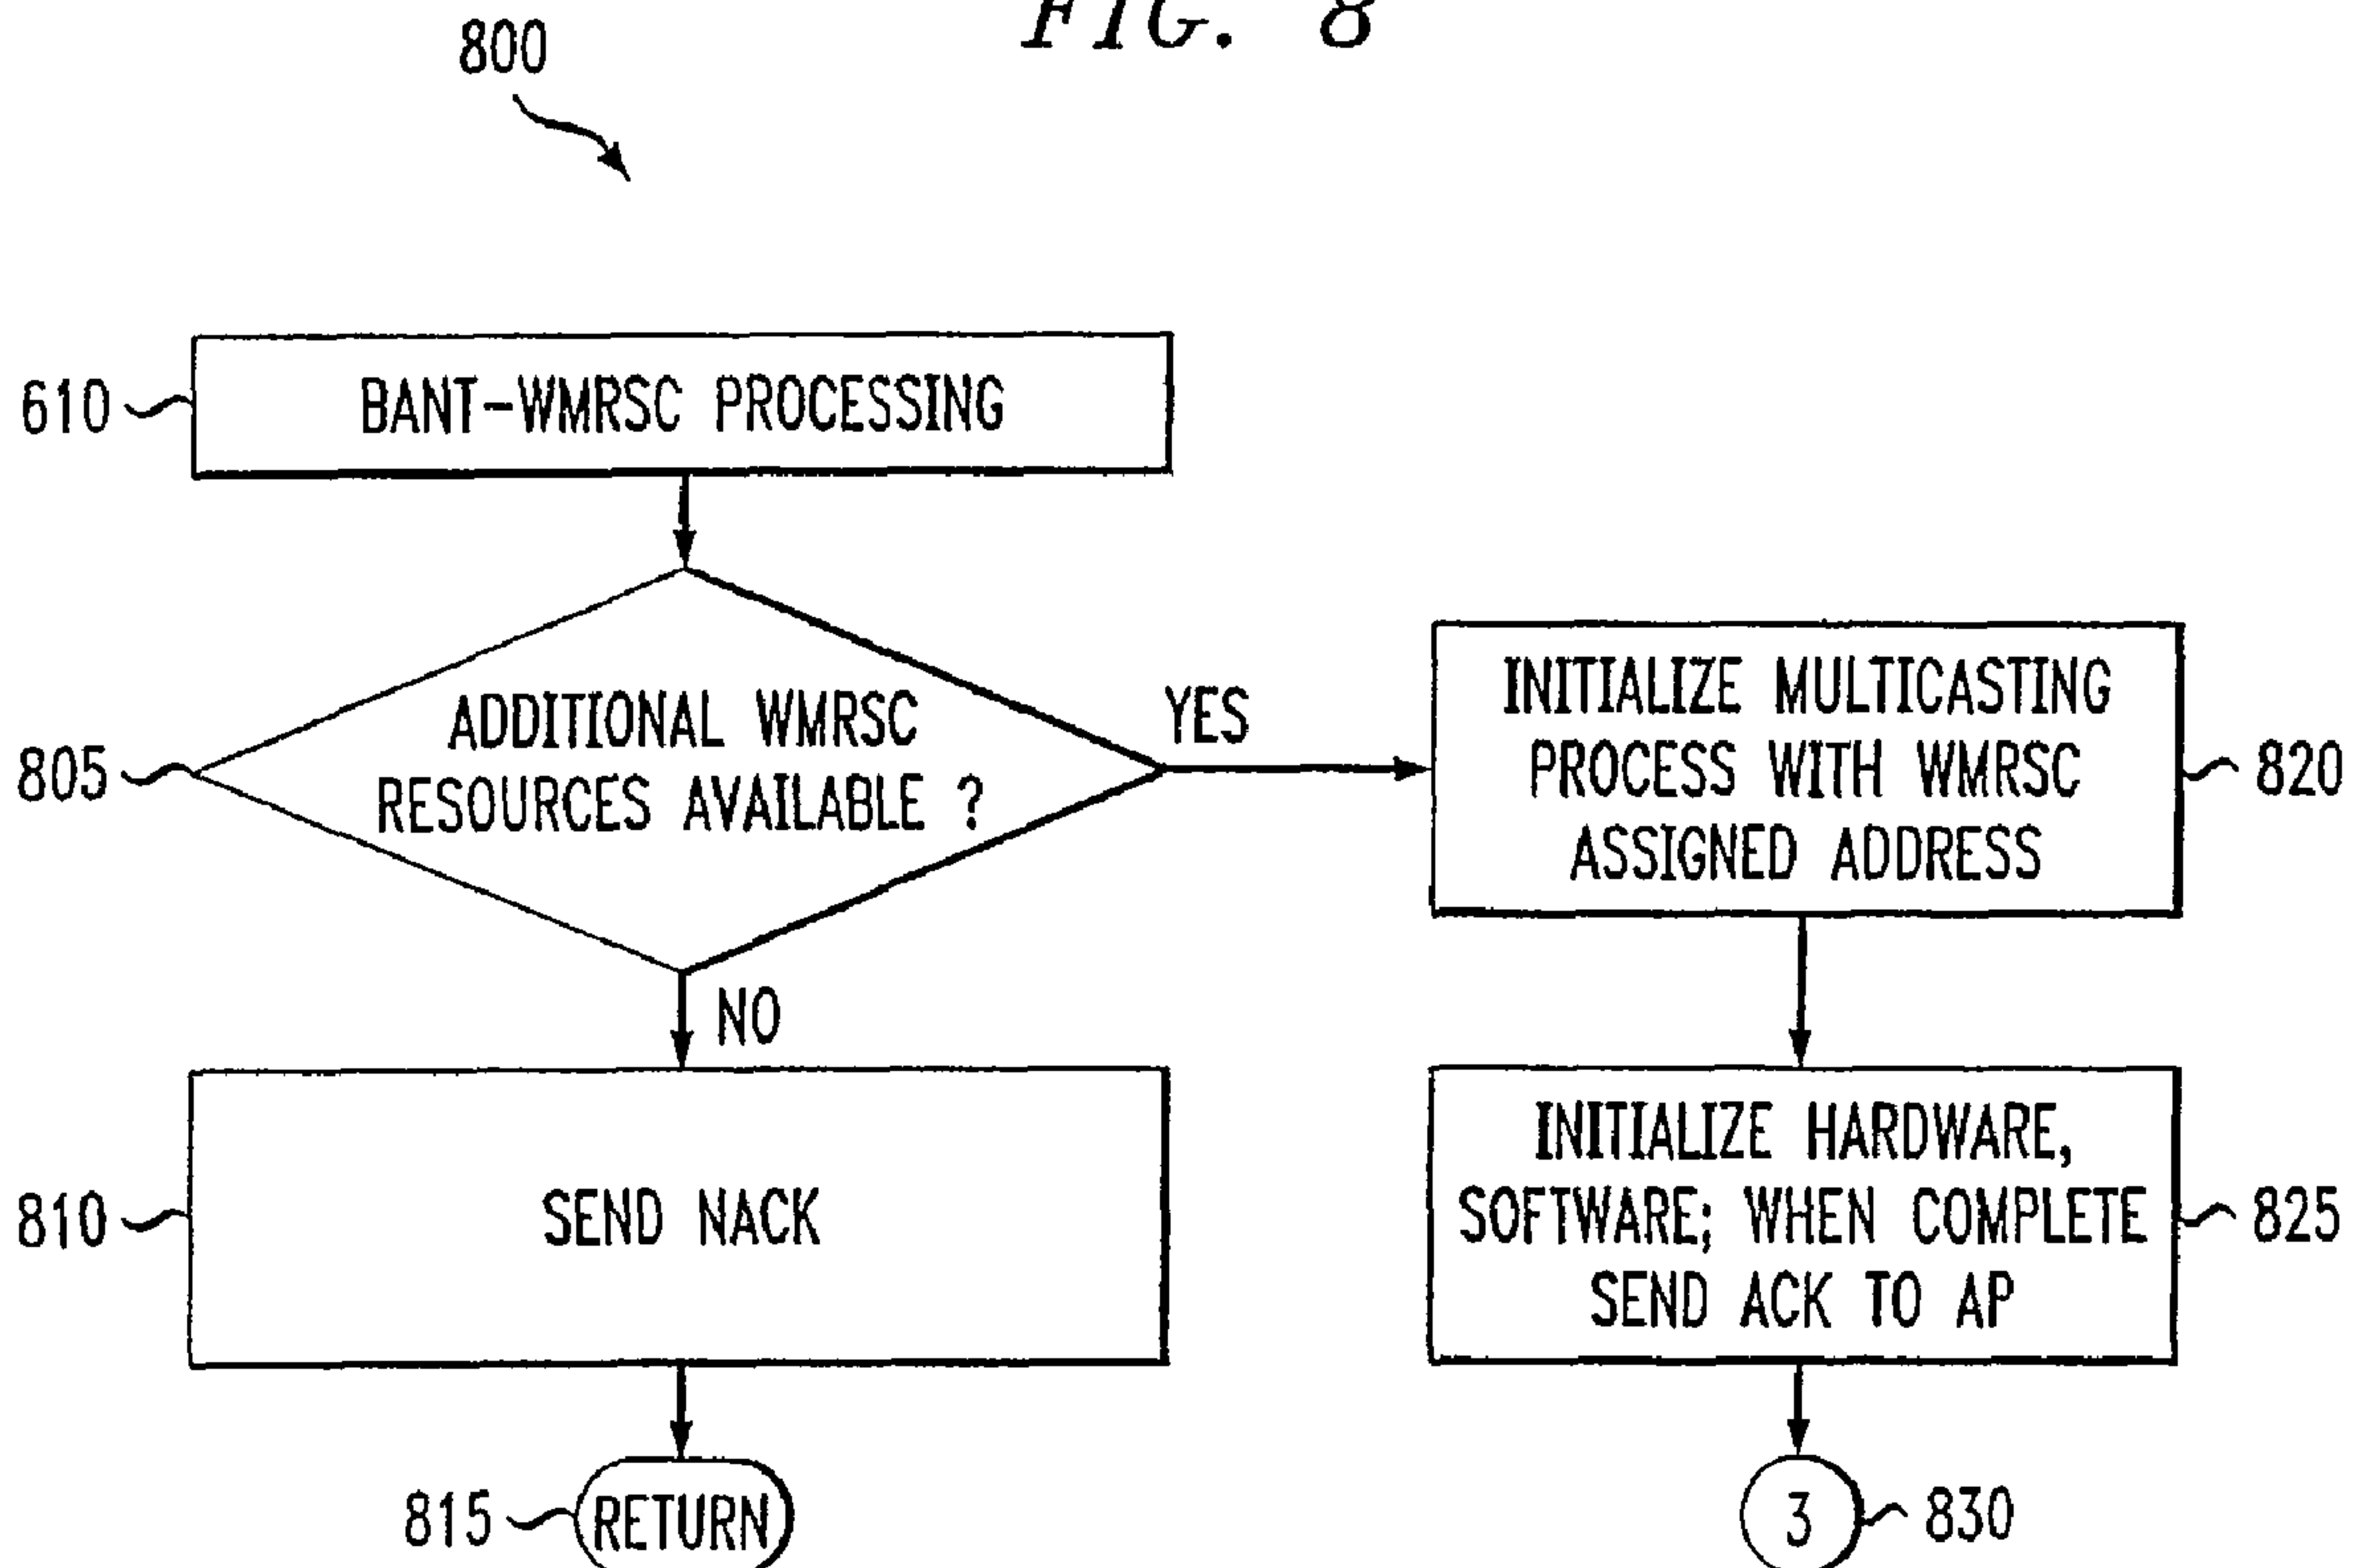 FIG. 8
800
610
BANT-WMRSC PROCESSING
805
ADDITIONAL WMRSC
RESOURCES AVAILABLE ?
YES
NO
INITIALIZE MULTICASTING
PROCESS WITH WMRSC
ASSIGNED ADDRESS
820
810
SEND NACK
INITIALIZE HARDWARE,
SOFTWARE; WHEN COMPLETE
SEND ACK TO AP
825
815
RETURN
3
830